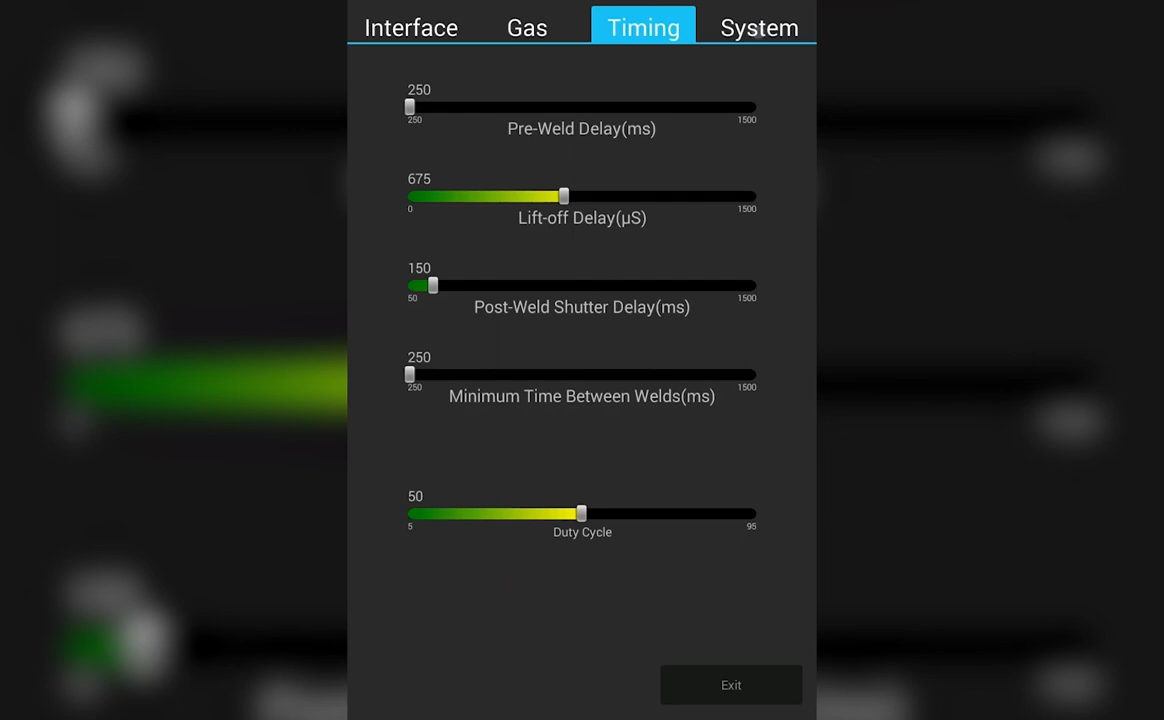 Interface Gas Timing System
250
250 1500
Pre-Weld Delay(ms)
675
0 1500
Lift-off Delay(µS)
150
50 1500
Post-Weld Shutter Delay(ms)
250
250 1500
Minimum Time Between Welds(ms)
50
5 95
Duty Cycle
Exit